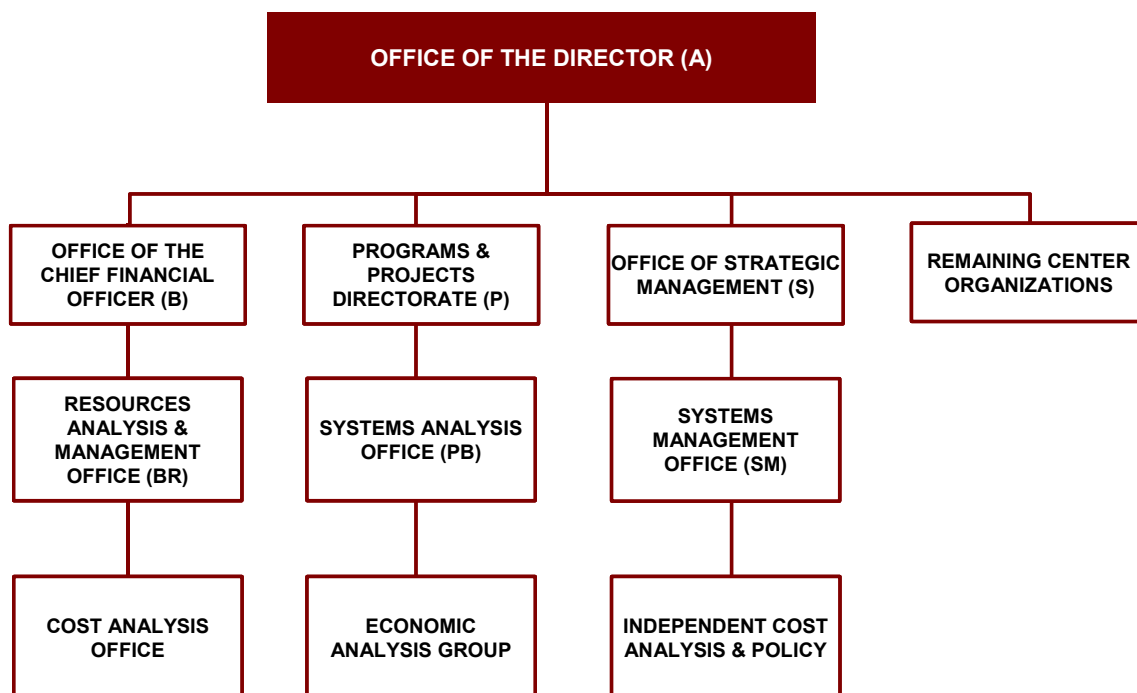 OFFICE OF THE DIRECTOR (A)
OFFICE OF THE
CHIEF FINANCIAL
OFFICER (B)
PROGRAMS &
PROJECTS
DIRECTORATE (P)
OFFICE OF STRATEGIC
MANAGEMENT (S)
REMAINING CENTER
ORGANIZATIONS
RESOURCES
ANALYSIS &
MANAGEMENT
OFFICE (BR)
SYSTEMS ANALYSIS
OFFICE (PB)
SYSTEMS
MANAGEMENT
OFFICE (SM)
COST ANALYSIS
OFFICE
ECONOMIC
ANALYSIS GROUP
INDEPENDENT COST
ANALYSIS & POLICY